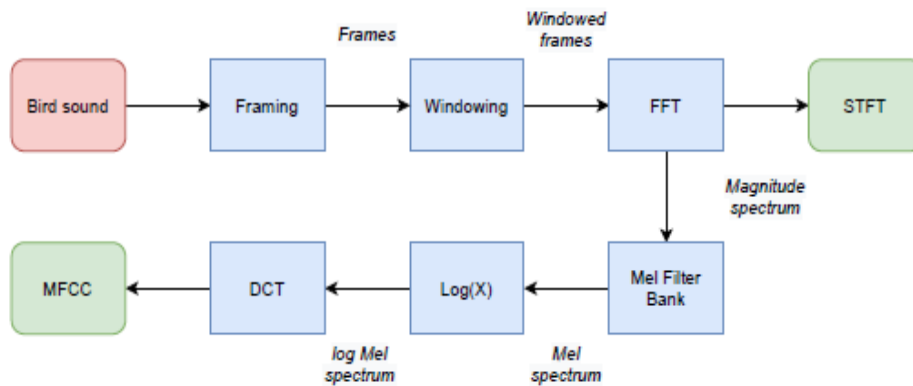 Frames
Windowed
frames
Bird sound
Framing
Windowing
FFT
STFT
Magnitude
spectrum
MFCC
DCT
Log(X)
Mel Filter
Bank
log Mel
spectrum
Mel
spectrum